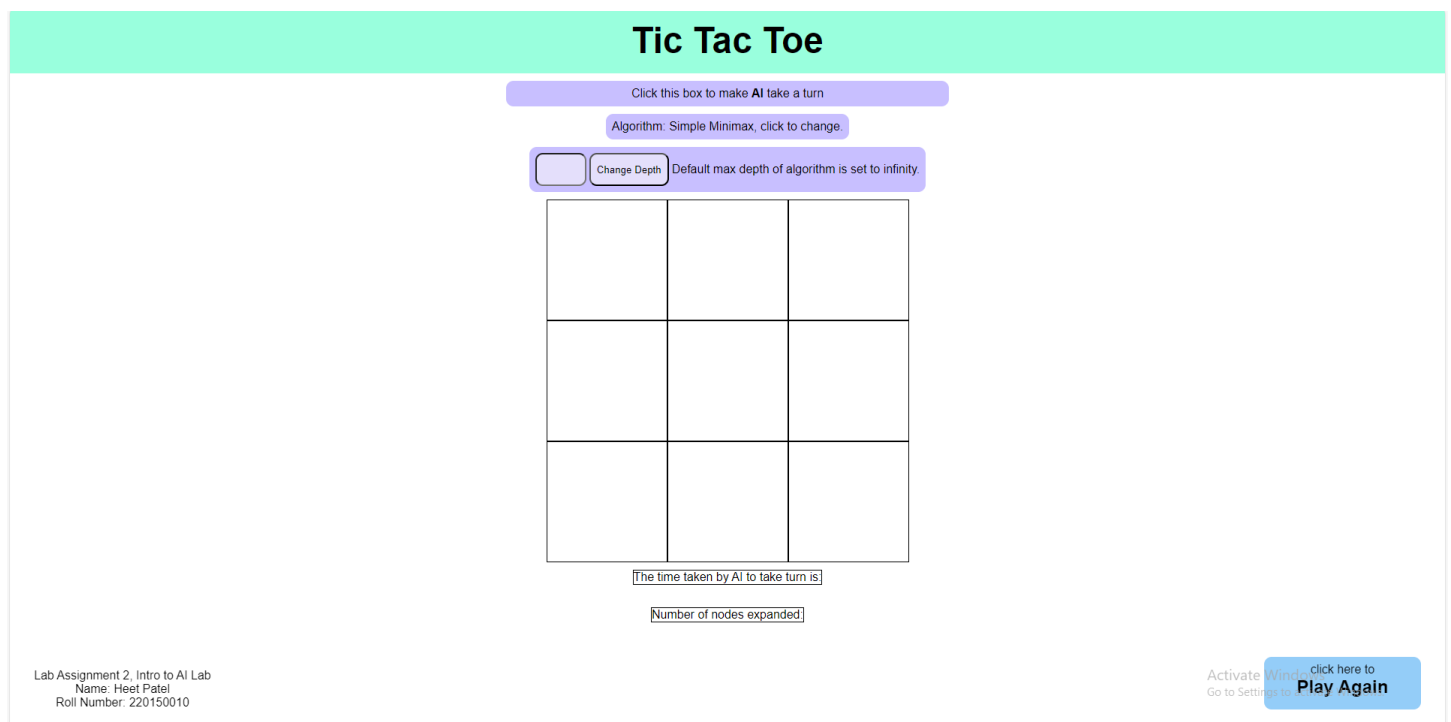 Tic Tac Toe
Click this box to make AI take a turn
Algorithm: Simple Minimax, click to change.
Change Depth Default max depth of algorithm is set to infinity.
The time taken by AI to take turn is:
Number of nodes expanded:
Lab Assignment 2, Intro to AI Lab
Name: Heet Patel
Roll Number: 220150010
Activate Windows
Go to Settings to
click here to
Play Again